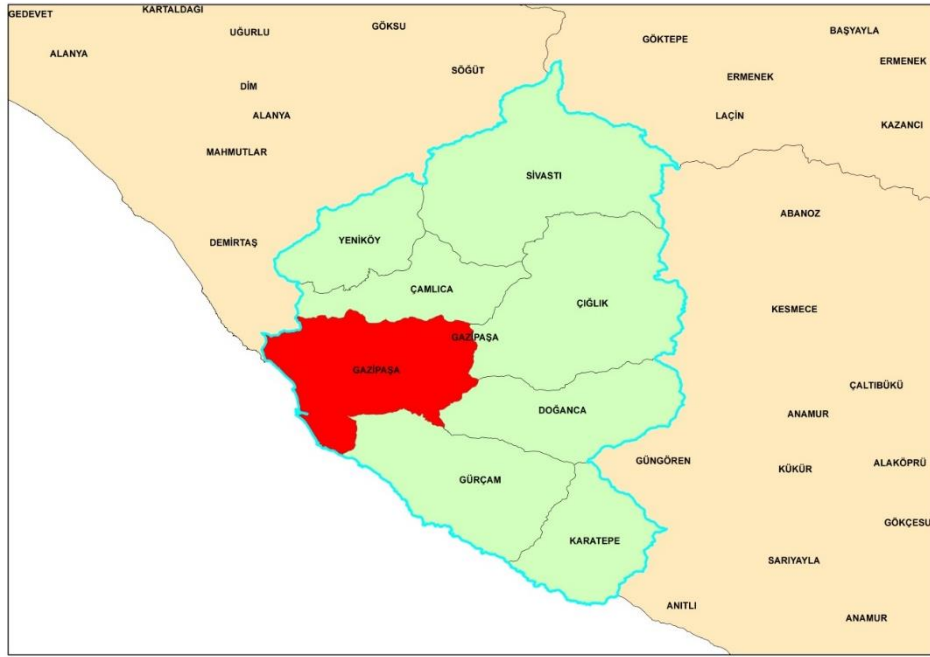 GEDEVET
KARTALDAĞI
UĞURLU
GÖKSU
GÖKTEPE
BAŞYAYLA
ALANYA
SÖĞÜT
ERMENEK
ERMENEK
DİM
ALANYA
LAÇİN
KAZANCI
MAHMUTLAR
SİVASTI
ABANOZ
DEMİRTAŞ
YENİKÖY
ÇAMLICA
ÇIĞLIK
KESMECE
GAZİPAŞA
GAZİPAŞA
ÇALTIBÜKÜ
DOĞANCA
ANAMUR
GÜNGÖREN
KÜKÜR
ALAKÖPRÜ
GÜRÇAM
GÖKÇESU
KARATEPE
SARIYAYLA
ANITLI
ANAMUR